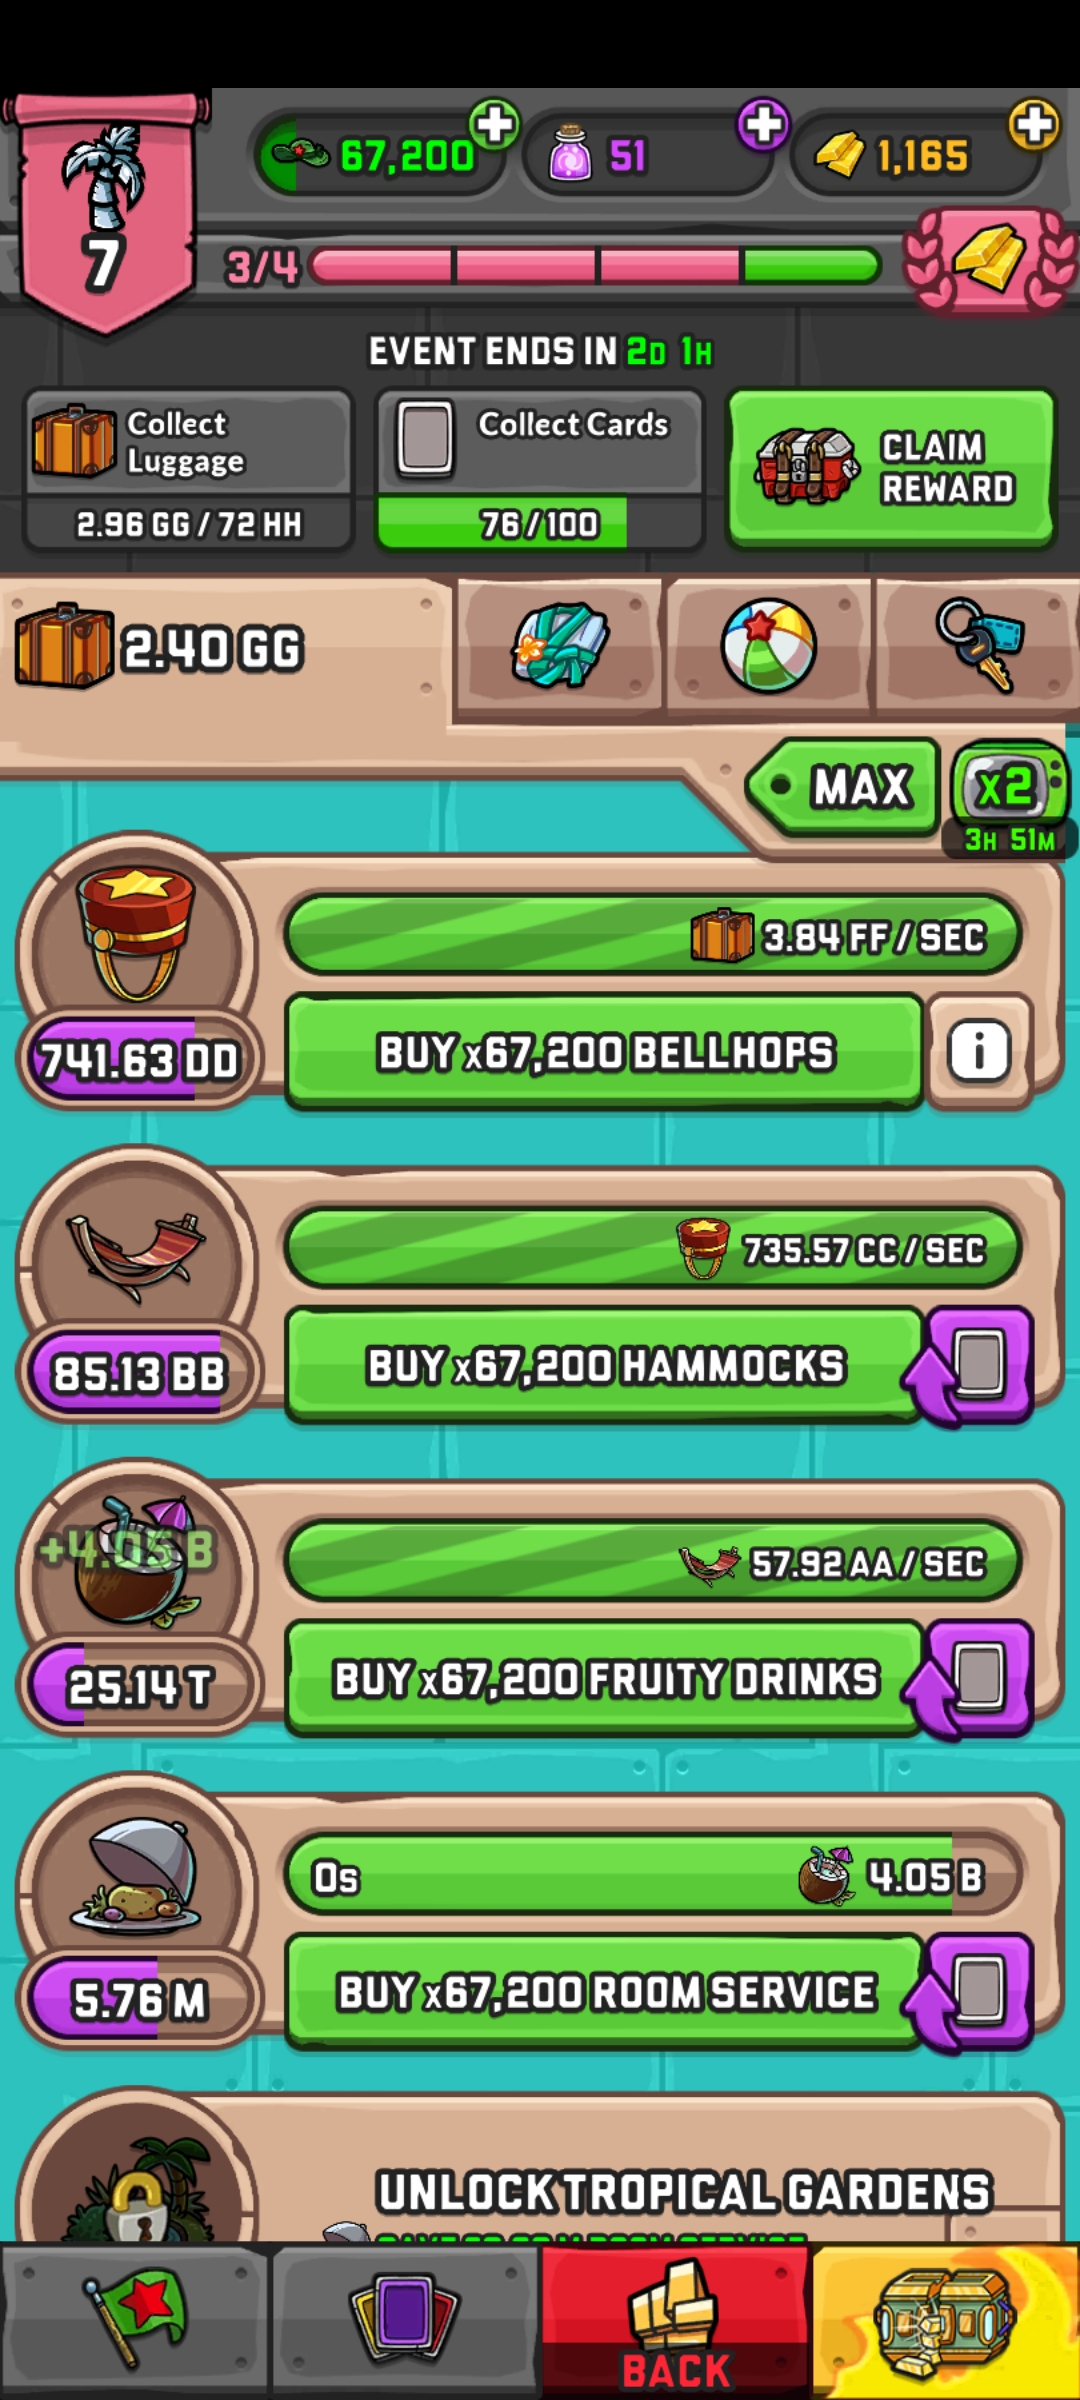 67,200
51
1,165
7
3/4
EVENT ENDS IN 2D 1H
Collect
Luggage
2.96 GG / 72 HH
Collect Cards
76/100
CLAIM
REWARD
2.40 GG
MAX
x2
3H 51M
3.84 FF / SEC
741.63 DD
BUY x67,200 BELLHOPS
i
735.57 CC / SEC
85.13 BB
BUY x67,200 HAMMOCKS
+4.05 B
57.92 AA / SEC
25.14 T
BUY x67,200 FRUITY DRINKS
0s
4.05 B
5.76 M
BUY x67,200 ROOM SERVICE
UNLOCK TROPICAL GARDENS
BACK